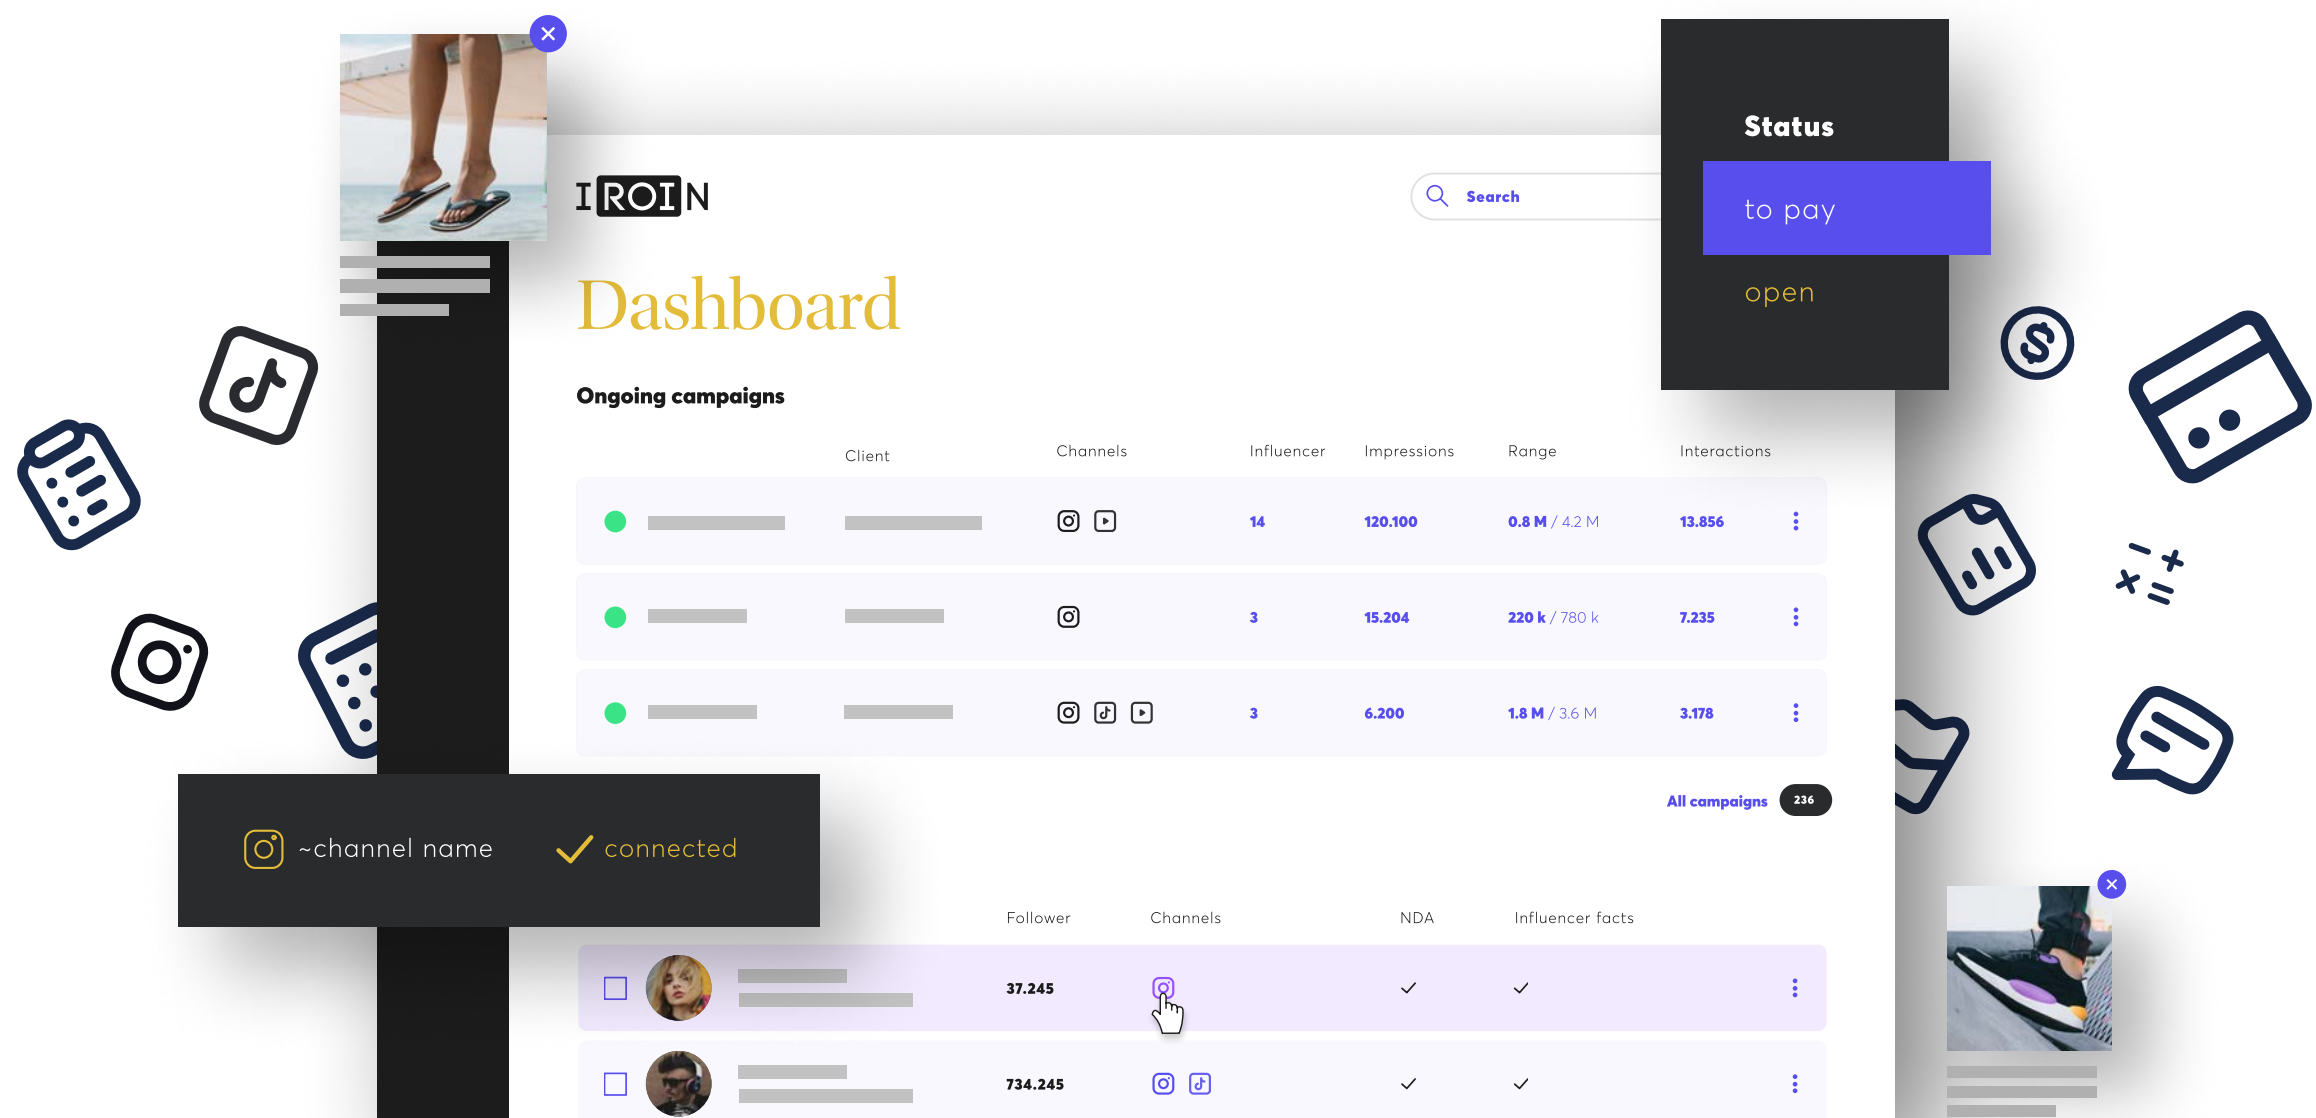 IROIN
Search
Status
to pay
open
Dashboard
Ongoing campaigns
Client Channels Influencer Impressions Range Interactions
14 120.100 0.8 M / 4.2 M 13.856
3 15.204 220 k / 780 k 7.235
3 6.200 1.8 M / 3.6 M 3.178
All campaigns 236
~channel name connected
Follower Channels NDA Influencer facts
37.245
734.245